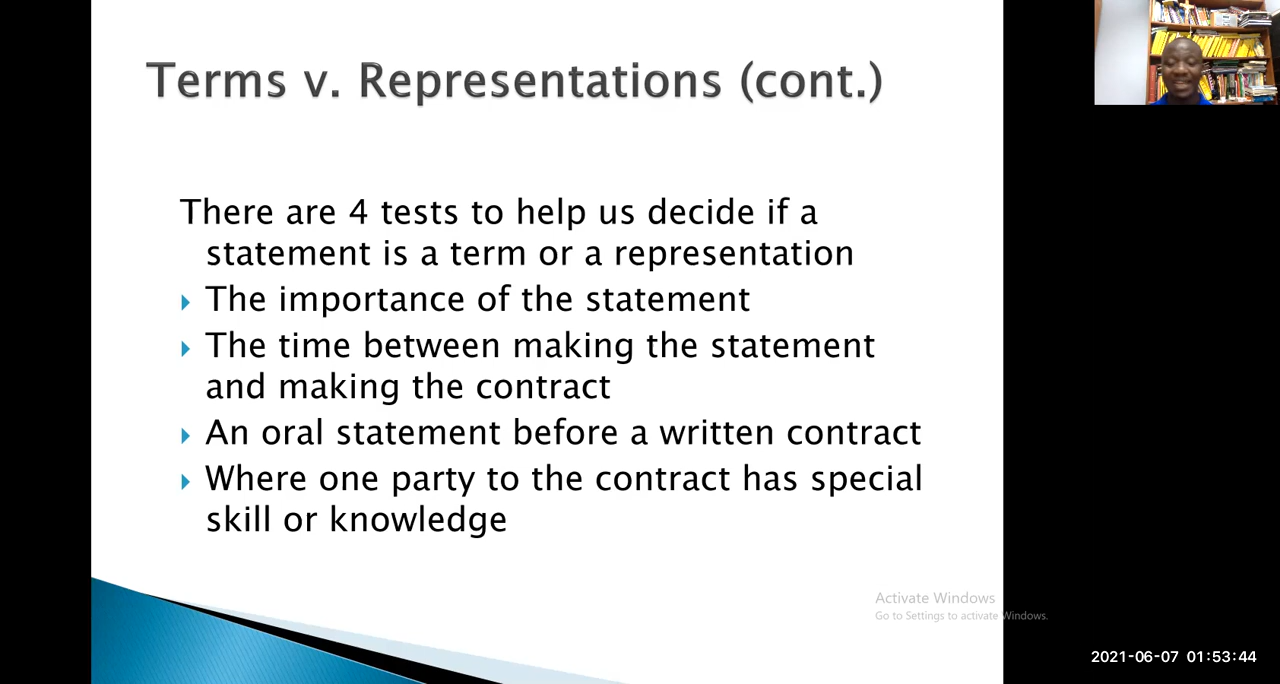 Terms v. Representations (cont.)
There are 4 tests to help us decide if a
statement is a term or a representation
The importance of the statement
The time between making the statement
and making the contract
An oral statement before a written contract
Where one party to the contract has special
skill or knowledge
Activate Windows
Go to Settings to activate Windows.
2021-06-07 01:53:44